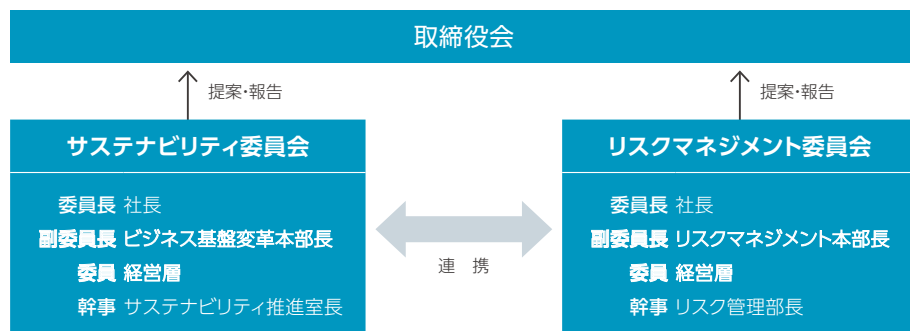 取締役会
提案・報告
提案・報告
サステナビリティ委員会
委員長 社長
副委員長 ビジネス基盤変革本部長
委員 経営層
幹事 サステナビリティ推進室長
連 携
リスクマネジメント委員会
委員長 社長
副委員長 リスクマネジメント本部長
委員 経営層
幹事 リスク管理部長